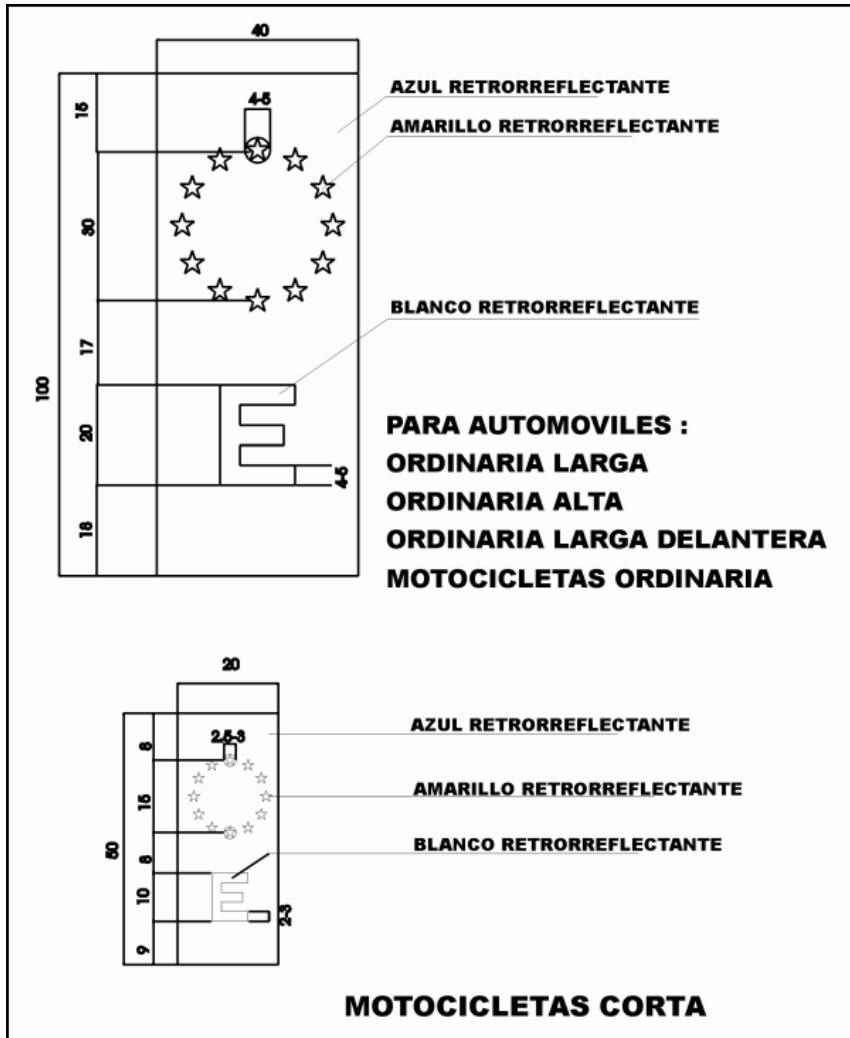 40
15
4-5
AZUL RETRORREFLECTANTE
AMARILLO RETRORREFLECTANTE
30
BLANCO RETRORREFLECTANTE
17
100
20
E
4-5
18
PARA AUTOMOVILES :
ORDINARIA LARGA
ORDINARIA ALTA
ORDINARIA LARGA DELANTERA
MOTOCICLETAS ORDINARIA
20
8
2.5-3
AZUL RETRORREFLECTANTE
15
AMARILLO RETRORREFLECTANTE
50
8
BLANCO RETRORREFLECTANTE
10
E
2-3
9
MOTOCICLETAS CORTA